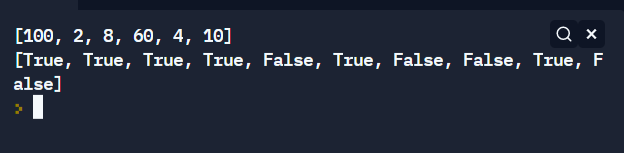 [100, 2, 8, 60, 4, 10]
[True, True, True, True, False, True, False, False, True, F
alse]
>